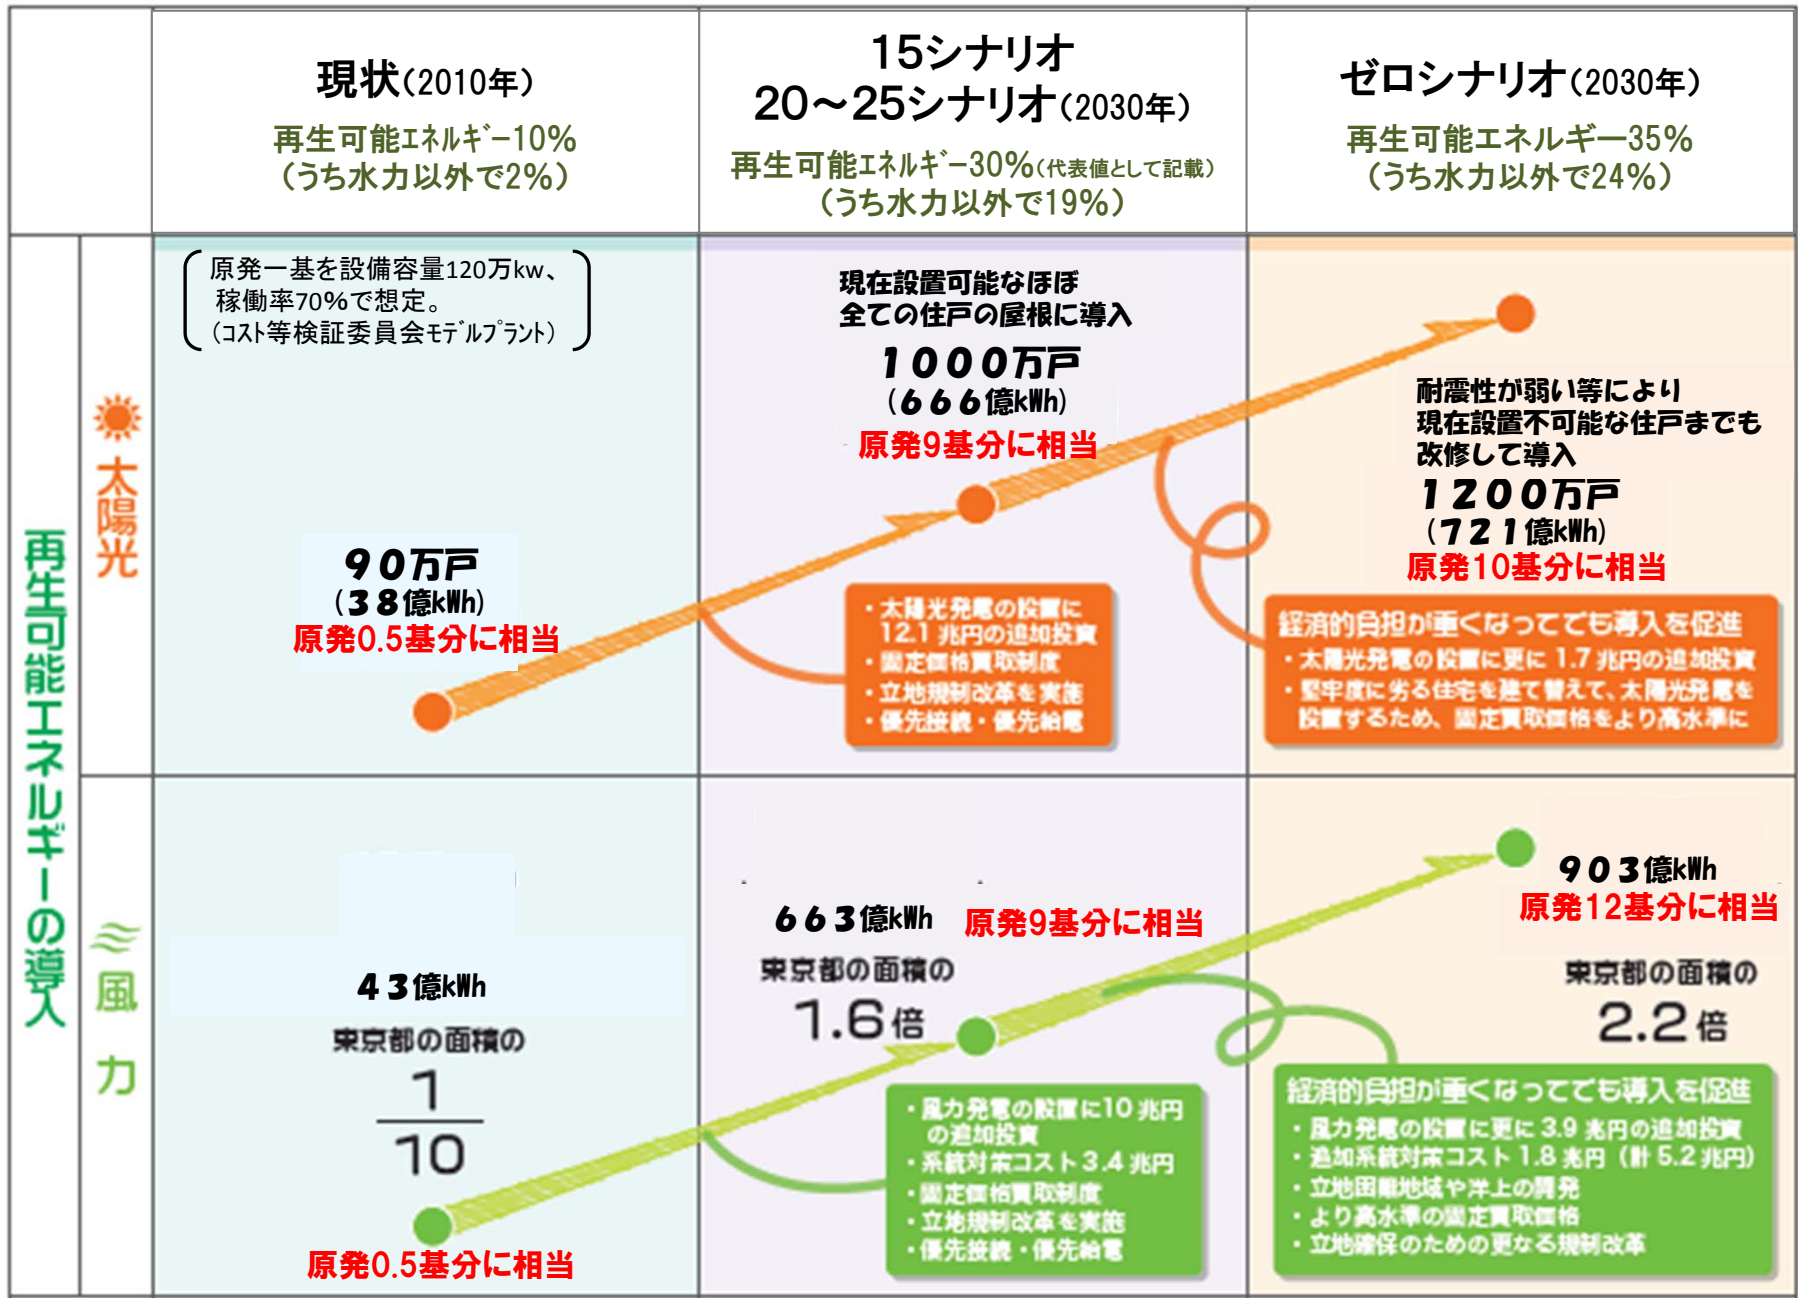 現状(2010年)
再生可能エネルギー10%
(うち水力以外で2%)
15シナリオ
20~25シナリオ(2030年)
再生可能エネルギー30%(代表値として記載)
(うち水力以外で19%)
ゼロシナリオ(2030年)
再生可能エネルギー35%
(うち水力以外で24%)
再生可能エネルギーの導入
太陽光
原発一基を設備容量120万kw、
稼働率70%で想定。
(コスト等検証委員会モデルプラント)
90万戸
(38億kWh)
原発0.5基分に相当
現在設置可能なほぼ
全ての住戸の屋根に導入
1000万戸
(666億kWh)
原発9基分に相当
・太陽光発電の設置に
12.1兆円の追加投資
・固定価格買取制度
・立地規制改革を実施
・優先接続・優先給電
耐震性が弱い等により
現在設置不可能な住戸までも
改修して導入
1200万戸
(721億kWh)
原発10基分に相当
経済的負担が重くなってでも導入を促進
・太陽光発電の設置に更に1.7兆円の追加投資
・堅牢度に劣る住宅を建て替えて、太陽光発電を
設置するため、固定買取価格をより高水準に
風力
43億kWh
東京都の面積の
1
10
原発0.5基分に相当
663億kWh 原発9基分に相当
東京都の面積の
1.6倍
・風力発電の設置に10兆円
の追加投資
・系統対策コスト3.4兆円
・固定価格買取制度
・立地規制改革を実施
・優先接続・優先給電
903億kWh
原発12基分に相当
東京都の面積の
2.2倍
経済的負担が重くなってでも導入を促進
・風力発電の設置に更に3.9兆円の追加投資
・追加系統対策コスト1.8兆円(計5.2兆円)
・立地困難地域や洋上の開発
・より高水準の固定買取価格
・立地確保のための更なる規制改革